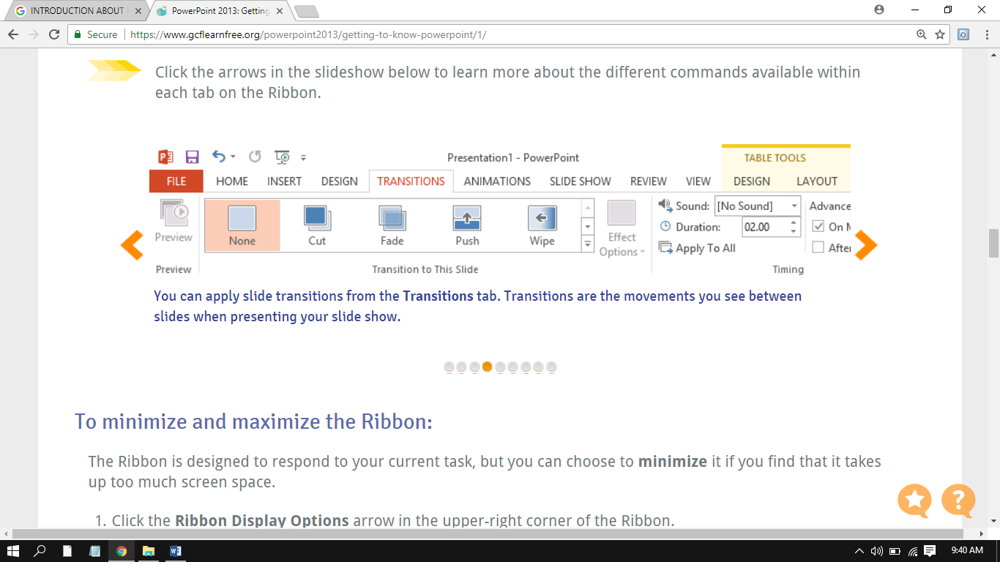 INTRODUCTION ABOUT
PowerPoint 2013: Getting
Secure
https://www.gcflearnfree.org/powerpoint2013/getting-to-know-powerpoint/1/
Click the arrows in the slideshow below to learn more about the different commands available within
each tab on the Ribbon.
Presentation1 - PowerPoint
TABLE TOOLS
FILE HOME INSERT DESIGN TRANSITIONS ANIMATIONS SLIDE SHOW REVIEW VIEW DESIGN LAYOUT
Preview
None Cut Fade Push Wipe
Effect
Options
Sound: [No Sound]
Duration: 02.00
Apply To All
Advance
On M
After
Preview Transition to This Slide Timing
You can apply slide transitions from the Transitions tab. Transitions are the movements you see between
slides when presenting your slide show.
To minimize and maximize the Ribbon:
The Ribbon is designed to respond to your current task, but you can choose to minimize it if you find that it takes
up too much screen space.
1. Click the Ribbon Display Options arrow in the upper-right corner of the Ribbon.
9:40 AM